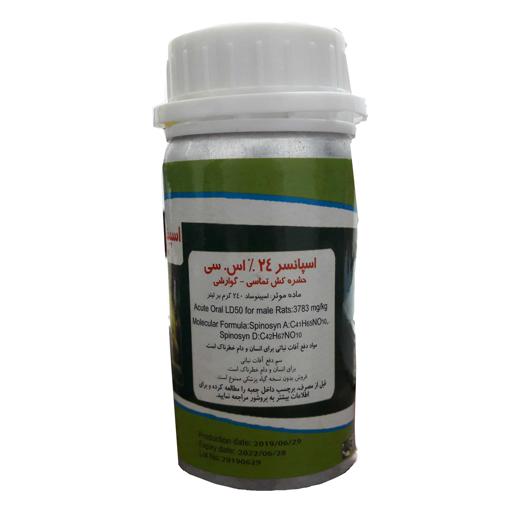 اسپانسر ۲۴ ٪ اس. سی
حشره کش تماسی - گوارشی
ماده موثر: اسپینوساد ۲۴۰ گرم بر لیتر
Acute Oral LD50 for male Rats:3783 mg/kg
Molecular Formula:Spinosyn A:C41H65NO10,
Spinosyn D:C42H67NO10
مواد دفع آفات نباتی برای انسان و دام خطرناک است.
سم دفع آفات نباتی
برای انسان و دام خطرناک است.
فروش بدون نسخه گیاه پزشکی ممنوع است.
قبل از مصرف، برچسب داخل جعبه را مطالعه کرده و برای
اطلاعات بیشتر به بروشور مراجعه نمایید.
Production date: 2019/06/29
Expiry date: 2022/06/28
Lot No: 20190629